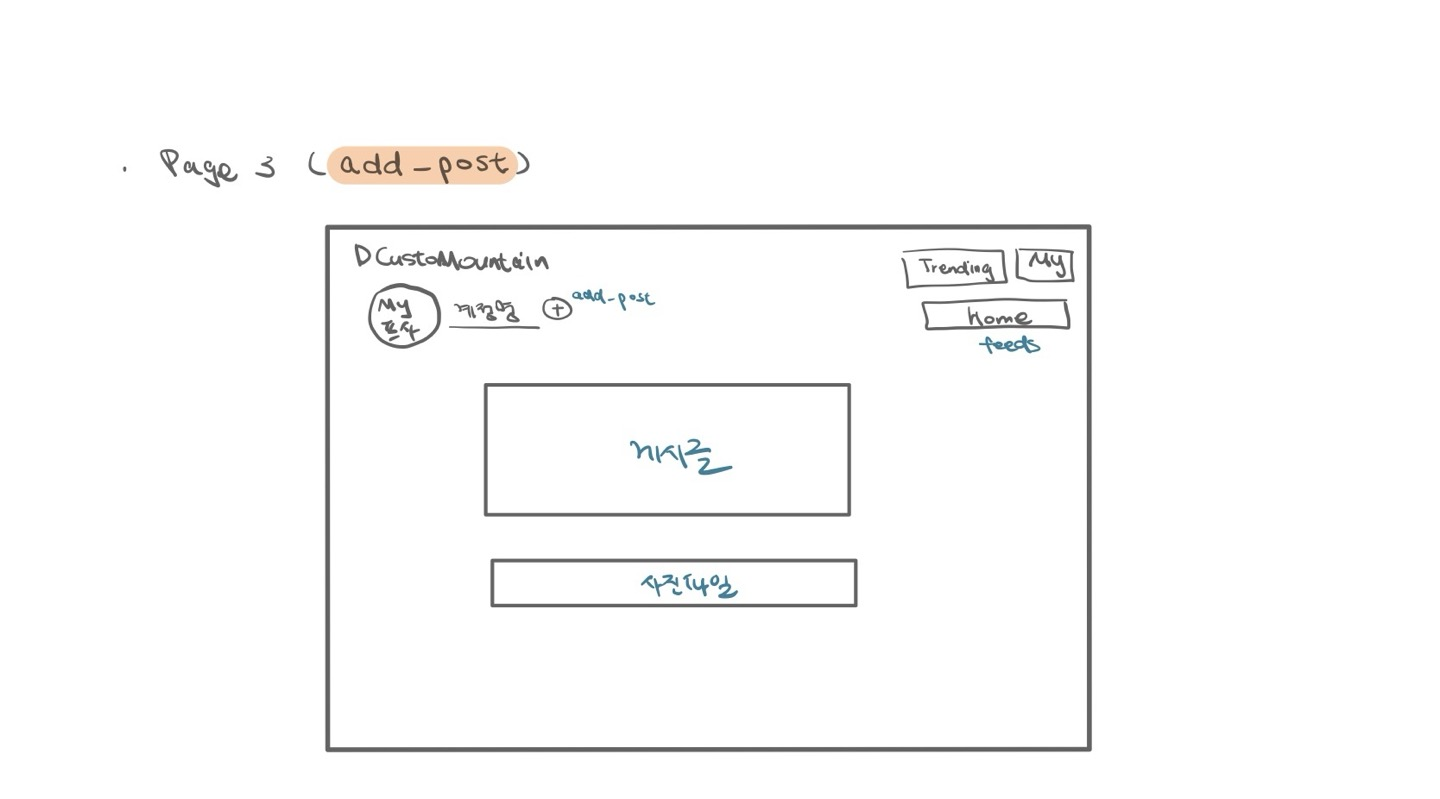 . Page 3 (add_post)
DCustoMountain
Trending
My
My
프사
계정명
+
add-post
Home
feeds
게시글
사진파일